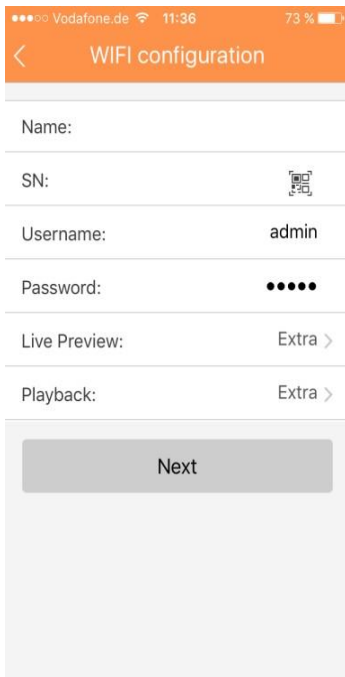 ●●●○○ Vodafone.de 11:36 73 %
WIFI configuration
Name:
SN:
Username: admin
Password: ●●●●●
Live Preview: Extra
Playback: Extra
Next